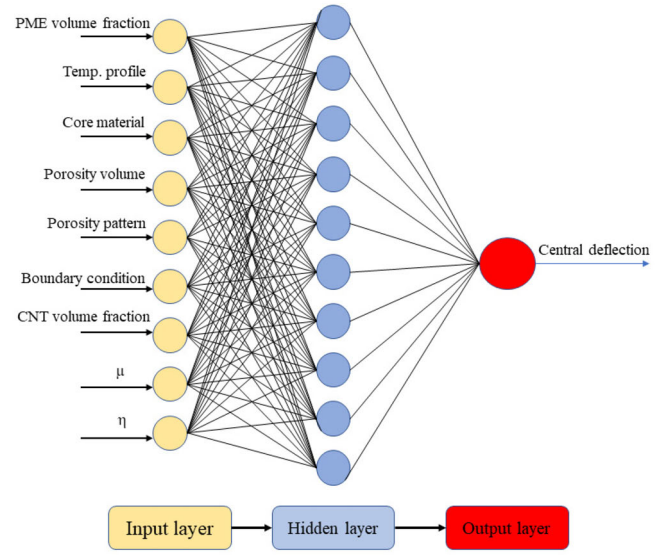 PME volume fraction
Temp. profile
Core material
Porosity volume
Porosity pattern
Boundary condition
CNT volume fraction
μ
η
Central deflection
Input layer
Hidden layer
Output layer